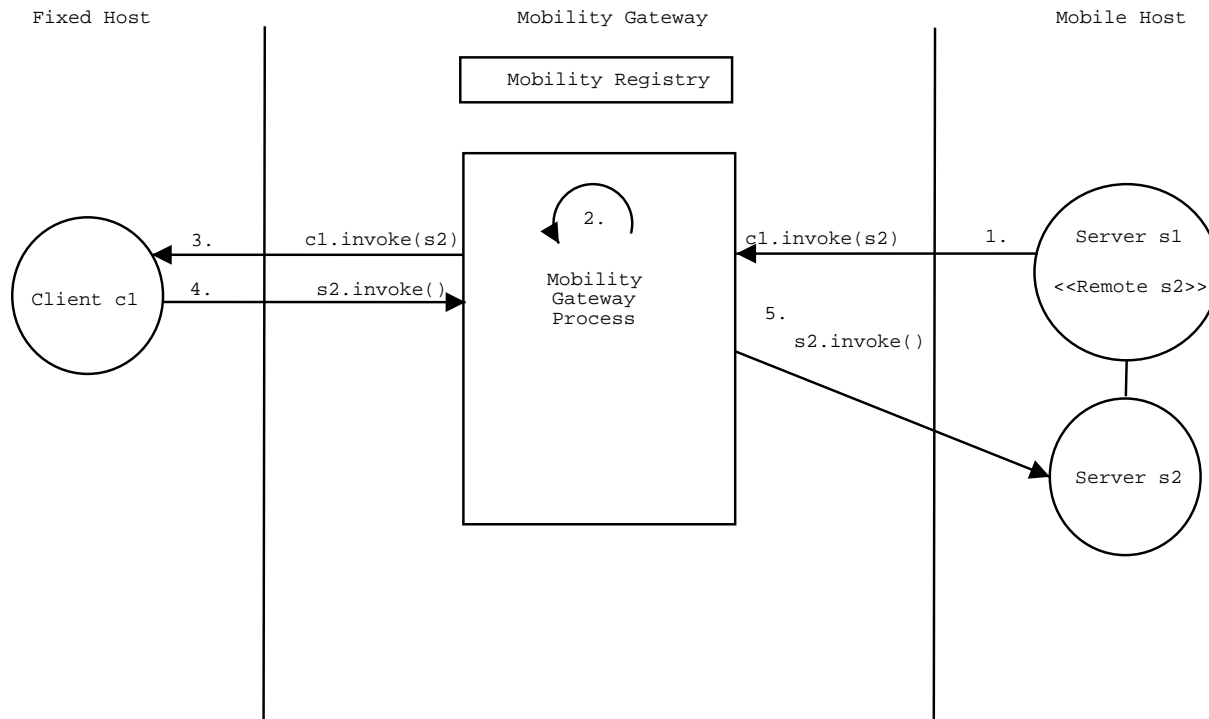 Fixed Host
Mobility Gateway
Mobile Host
Mobility Registry
2.
3.
c1.invoke(s2)
c1.invoke(s2)
1.
Server s1
<<Remote s2>>
Client c1
4.
s2.invoke()
Mobility
Gateway
Process
5.
s2.invoke()
Server s2